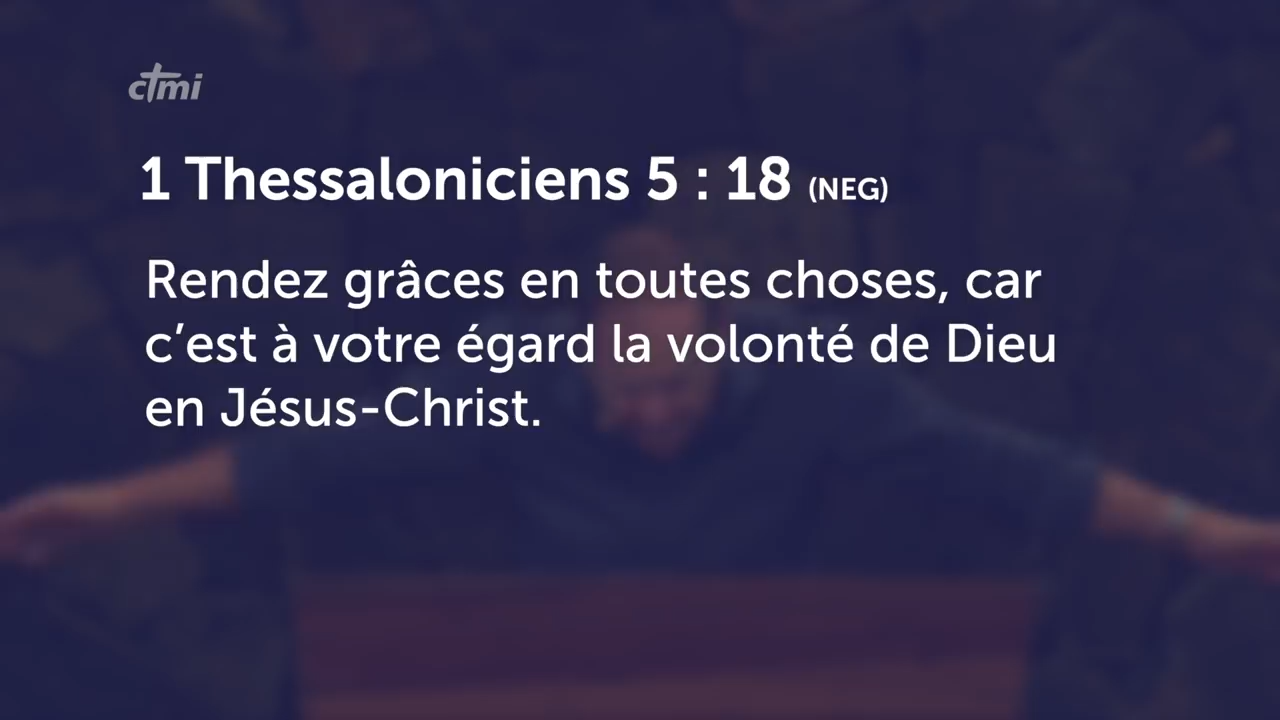 ctmi
1 Thessaloniciens 5 : 18 (NEG)
Rendez grâces en toutes choses, car
c’est à votre égard la volonté de Dieu
en Jésus-Christ.